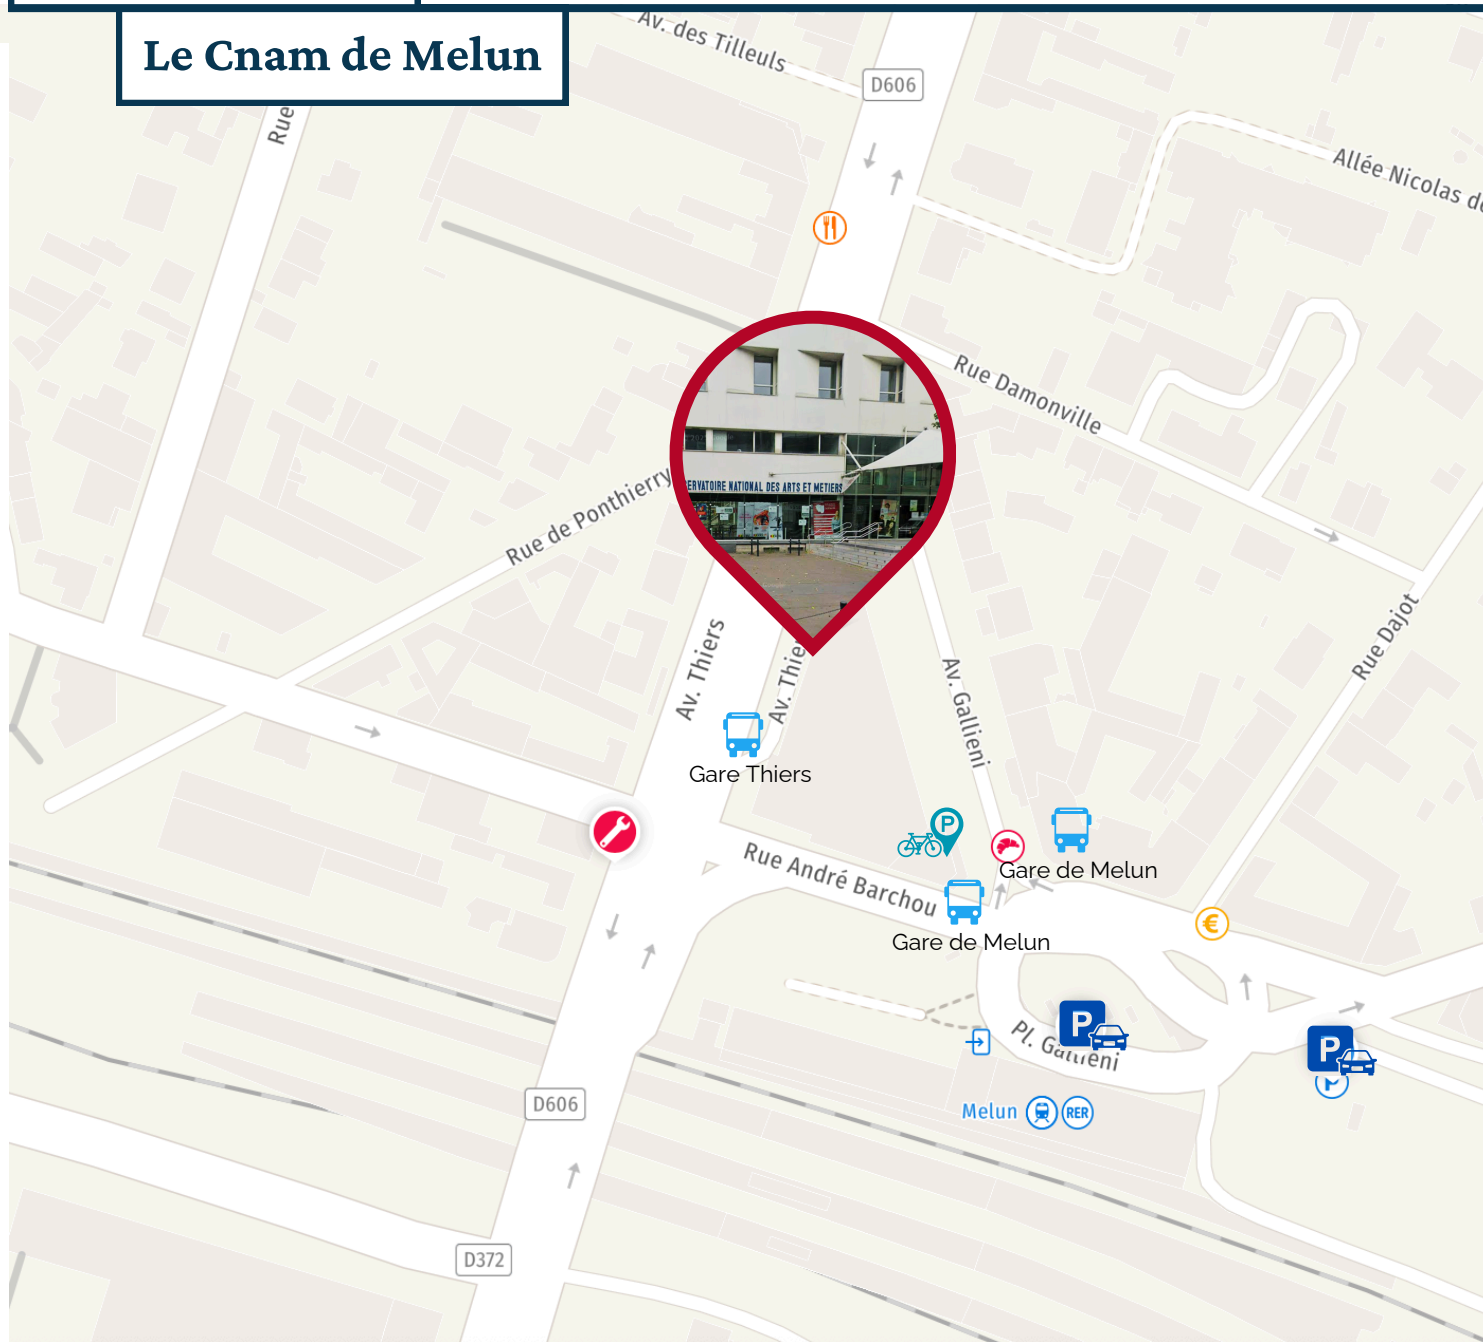 Le Cnam de Melun
Av. des Tilleuls
D606
Rue
Allée Nicolas d
Rue Damonville
Rue de Ponthierry
ERVATOIRE NATIONAL DES ARTS ET METIERS
Rue Dajot
Av. Thiers
Av. Thier
Av. Gallieni
Gare Thiers
P
Rue André Barchou
Gare de Melun
Gare de Melun
€
P
Pl. Gallieni
P
Melun
RER
D606
D372